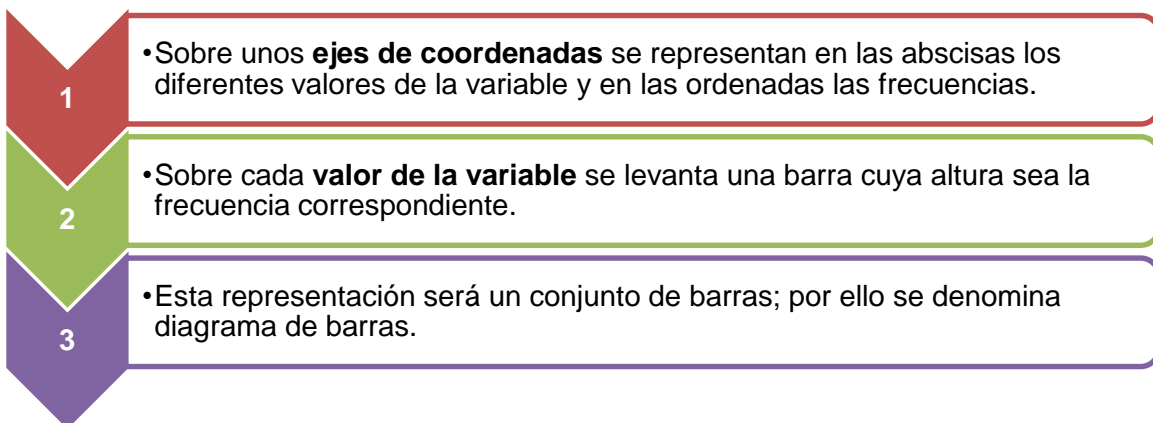 1
•Sobre unos ejes de coordenadas se representan en las abscisas los
diferentes valores de la variable y en las ordenadas las frecuencias.
2
•Sobre cada valor de la variable se levanta una barra cuya altura sea la
frecuencia correspondiente.
3
•Esta representación será un conjunto de barras; por ello se denomina
diagrama de barras.